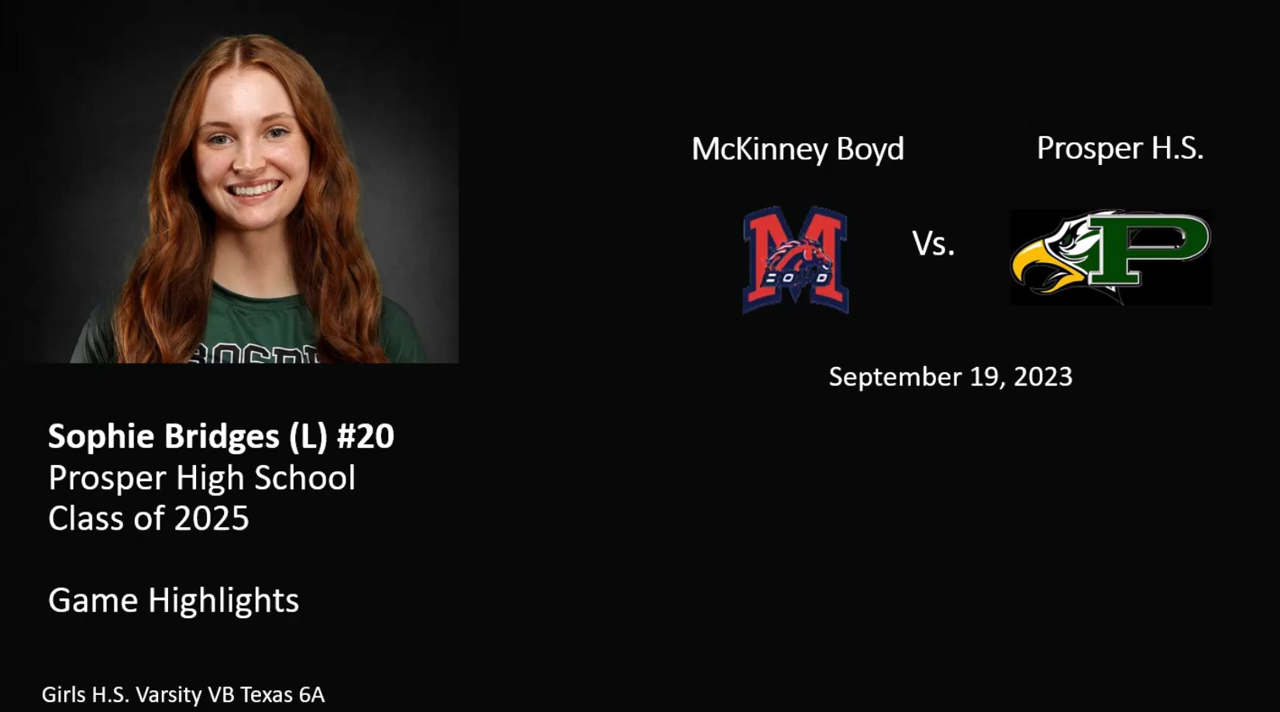 Sophie Bridges (L) #20
Prosper High School
Class of 2025
Game Highlights
Girls H.S. Varsity VB Texas 6A
McKinney Boyd
Prosper H.S.
M
BOYD
Vs.
P
September 19, 2023